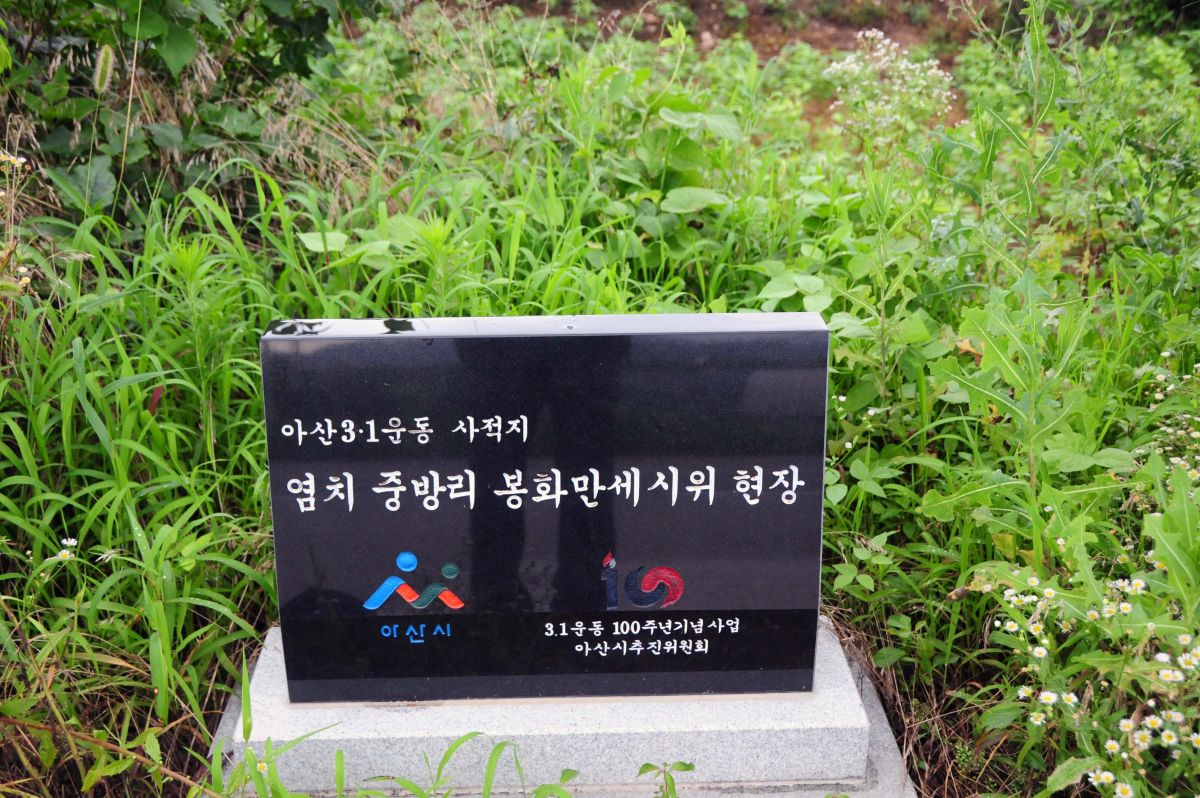 아산3·1운동 사적지
염치 중방리 봉화만세시위 현장
아산시
100
3.1운동 100주년기념사업
아산시추진위원회